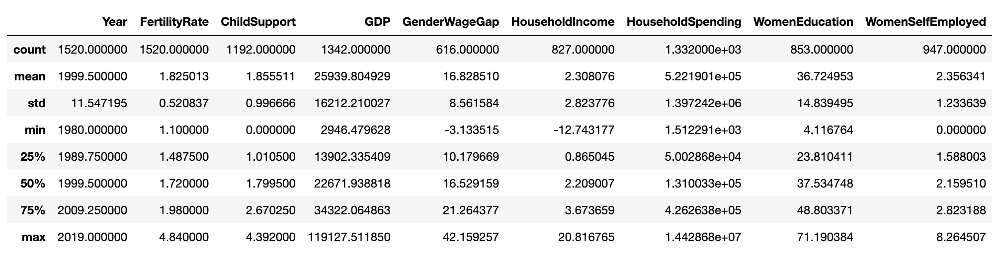 Year FertilityRate ChildSupport GDP GenderWageGap HouseholdIncome HouseholdSpending WomenEducation WomenSelfEmployed
count 1520.000000 1520.000000 1192.000000 1342.000000 616.000000 827.000000 1.332000e+03 853.000000 947.000000
mean 1999.500000 1.825013 1.855511 25939.804929 16.828510 2.308076 5.221901e+05 36.724953 2.356341
std 11.547195 0.520837 0.996666 16212.210027 8.561584 2.823776 1.397242e+06 14.839495 1.233639
min 1980.000000 1.100000 0.000000 2946.479628 -3.133515 -12.743177 1.512291e+03 4.116764 0.000000
25% 1989.750000 1.487500 1.010500 13902.335409 10.179669 0.865045 5.002868e+04 23.810411 1.588003
50% 1999.500000 1.720000 1.799500 22671.938818 16.529159 2.209007 1.310033e+05 37.534748 2.159510
75% 2009.250000 1.980000 2.670250 34322.064863 21.264377 3.673659 4.262638e+05 48.803371 2.823188
max 2019.000000 4.840000 4.392000 119127.511850 42.159257 20.816765 1.442868e+07 71.190384 8.264507